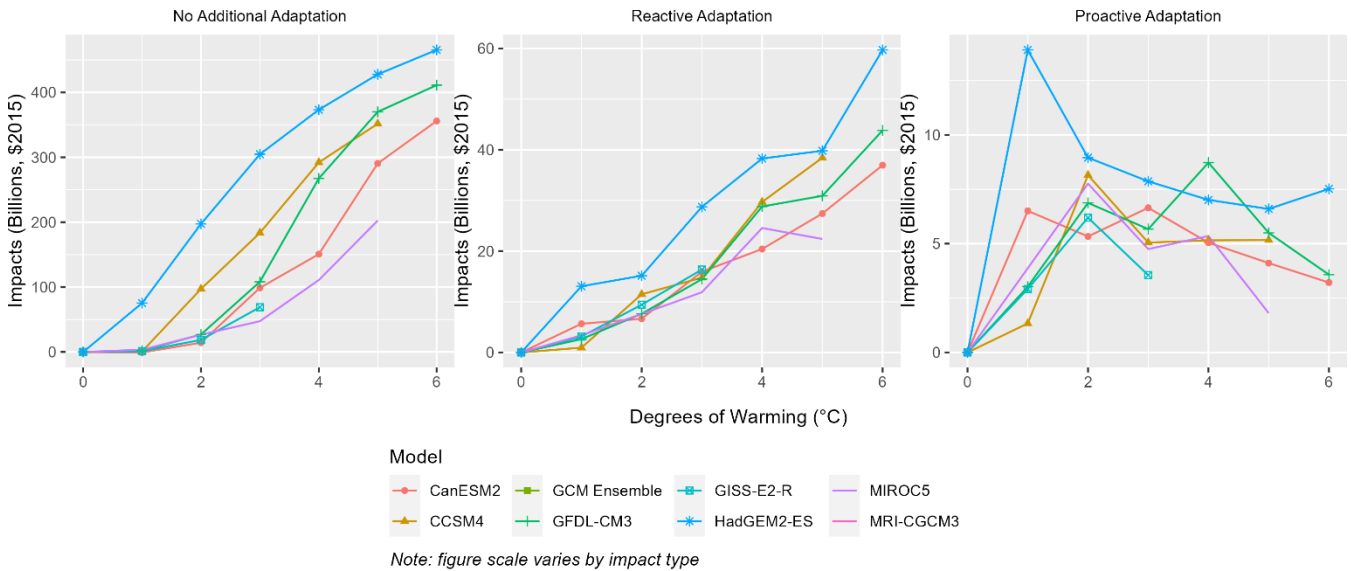 No Additional Adaptation
Reactive Adaptation
Proactive Adaptation
Impacts (Billions, $2015)
400
300
200
100
0
0
2
4
6
Impacts (Billions, $2015)
60
40
20
0
0
2
4
6
Impacts (Billions, $2015)
10
5
0
0
2
4
6
Degrees of Warming (°C)
Model
CanESM2
GCM Ensemble
GISS-E2-R
MIROC5
CCSM4
GFDL-CM3
HadGEM2-ES
MRI-CGCM3
Note: figure scale varies by impact type